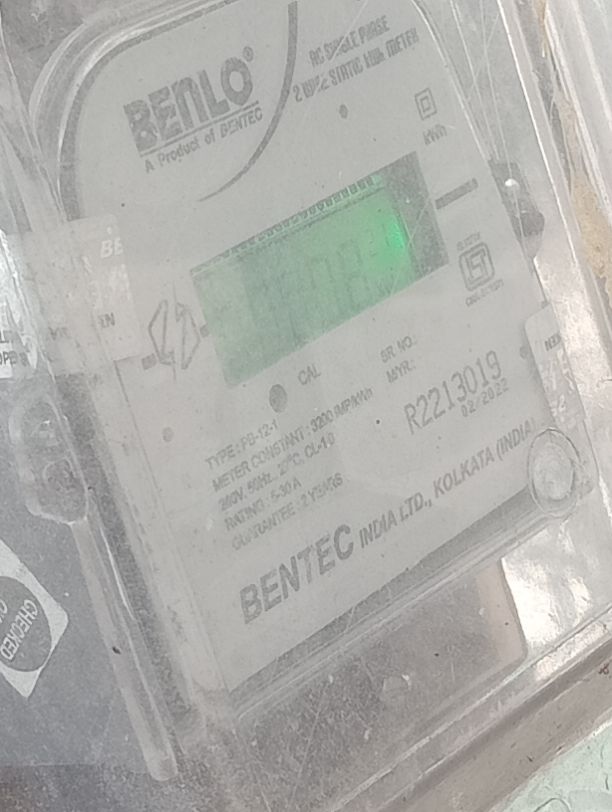 BENLO®
A Product of BENTEC
AC SINGLE PHASE
2 WIRE STATIC kWh METER
kWh
CAL
SR. NO.:
M/YR.:
R2213019
02/2022
TYPE : PB-12-1
METER CONSTANT : 3200 IMP/kWh
240V, 50Hz, 27°C, CL-1.0
RATING : 5-30 A
GUARANTEE : 2 YEARS
BENTEC INDIA LTD., KOLKATA (INDIA)
CHECKED